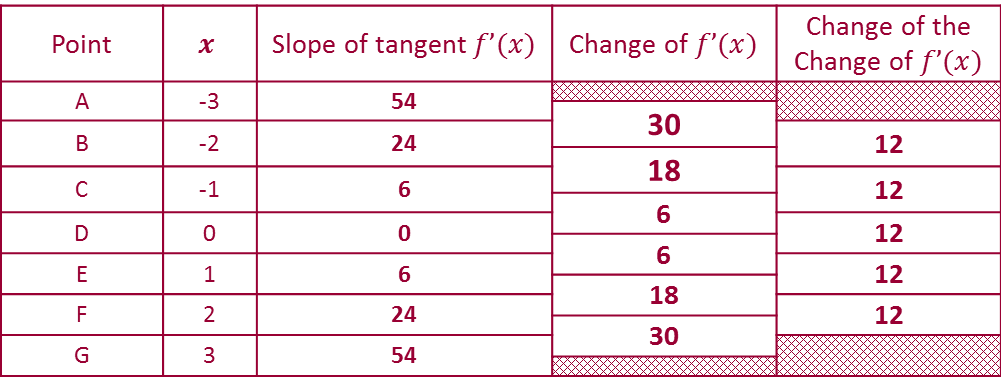 Point
x
Slope of tangent f’(x)
Change of f’(x)
Change of the
Change of f’(x)
A
-3
54
30
B
-2
24
12
18
C
-1
6
12
6
D
0
0
12
6
E
1
6
12
18
F
2
24
12
30
G
3
54